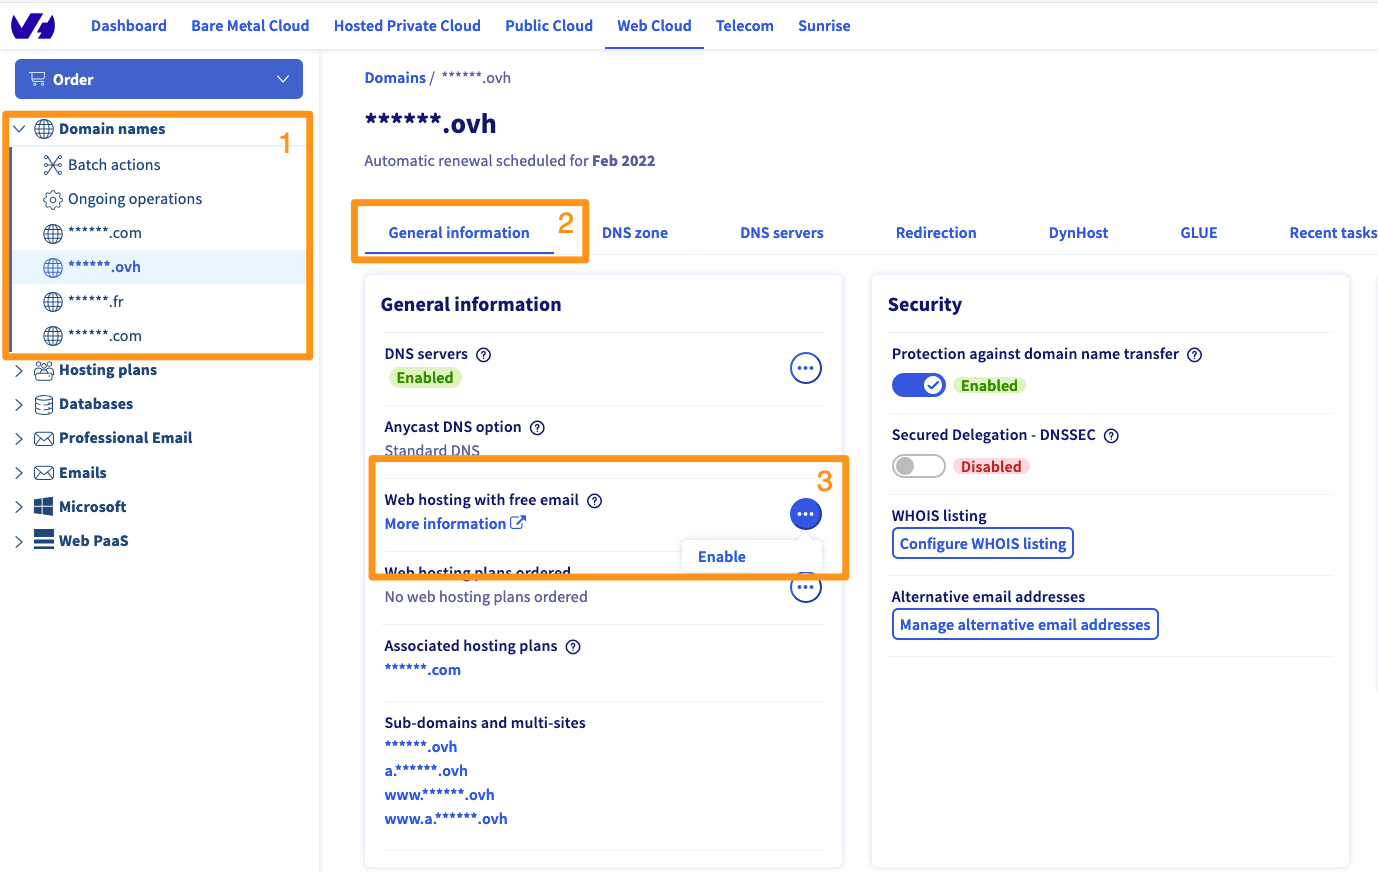 Dashboard
Bare Metal Cloud
Hosted Private Cloud
Public Cloud
Web Cloud
Telecom
Sunrise
Order
1
Domain names
Batch actions
Ongoing operations
******.com
******.ovh
******.fr
******.com
Hosting plans
Databases
Professional Email
Emails
Microsoft
Web PaaS
Domains / ******.ovh
******.ovh
Automatic renewal scheduled for Feb 2022
General information
2
DNS zone
DNS servers
Redirection
DynHost
GLUE
Recent tasks
General information
DNS servers ?
Enabled
Anycast DNS option ?
Standard DNS
3
Web hosting with free email ?
More information
Enable
Web hosting plans ordered
No web hosting plans ordered
Associated hosting plans ?
******.com
Sub-domains and multi-sites
******.ovh
a.******.ovh
www.******.ovh
www.a.******.ovh
Security
Protection against domain name transfer ?
Enabled
Secured Delegation - DNSSEC ?
Disabled
WHOIS listing
Configure WHOIS listing
Alternative email addresses
Manage alternative email addresses